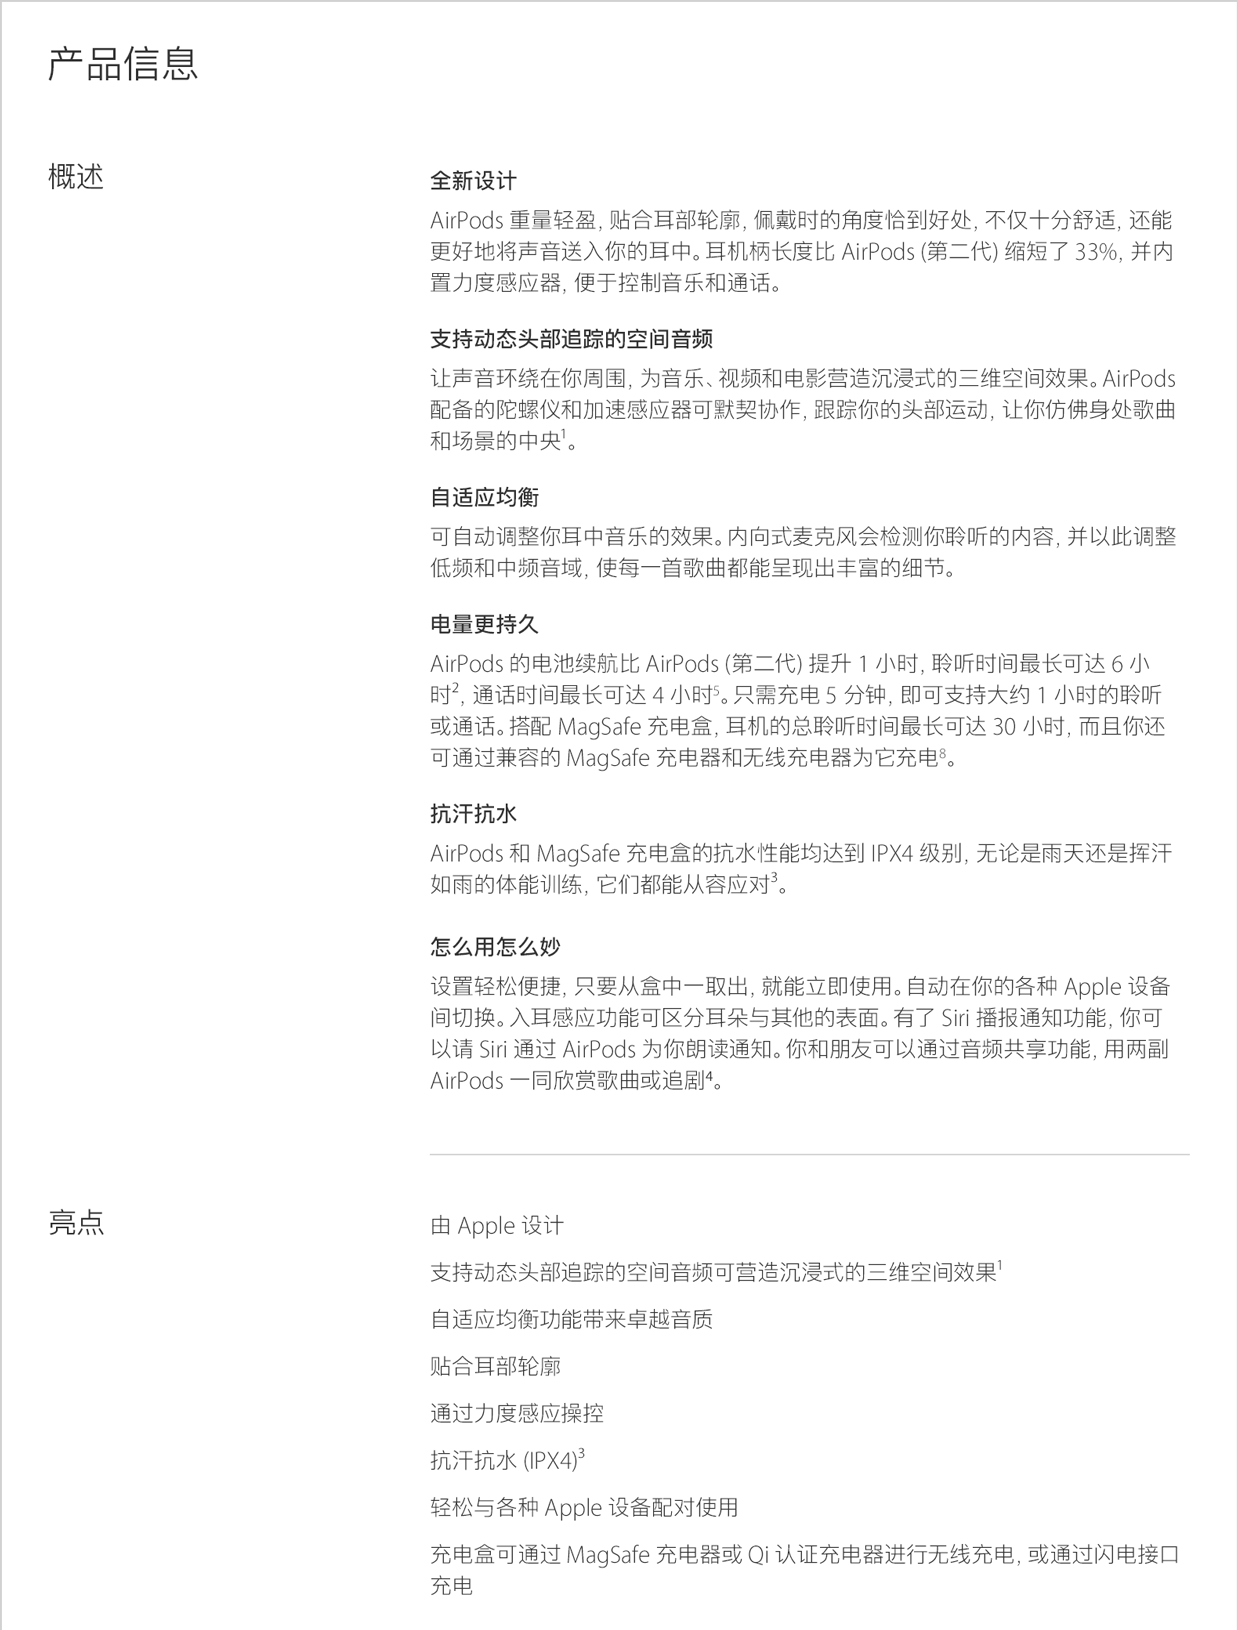 产品信息
概述
全新设计
AirPods 重量轻盈, 贴合耳部轮廓, 佩戴时的角度恰到好处, 不仅十分舒适, 还能
更好地将声音送入你的耳中。耳机柄长度比 AirPods (第二代) 缩短了 33%, 并内
置力度感应器, 便于控制音乐和通话。
支持动态头部追踪的空间音频
让声音环绕在你周围, 为音乐、视频和电影营造沉浸式的三维空间效果。AirPods
配备的陀螺仪和加速感应器可默契协作, 跟踪你的头部运动, 让你仿佛身处歌曲
和场景的中央¹。
自适应均衡
可自动调整你耳中音乐的效果。内向式麦克风会检测你聆听的内容, 并以此调整
低频和中频音域, 使每一首歌曲都能呈现出丰富的细节。
电量更持久
AirPods 的电池续航比 AirPods (第二代) 提升 1 小时, 聆听时间最长可达 6 小
时², 通话时间最长可达 4 小时⁵。只需充电 5 分钟, 即可支持大约 1 小时的聆听
或通话。搭配 MagSafe 充电盒, 耳机的总聆听时间最长可达 30 小时, 而且你还
可通过兼容的 MagSafe 充电器和无线充电器为它充电⁸。
抗汗抗水
AirPods 和 MagSafe 充电盒的抗水性能均达到 IPX4 级别, 无论是雨天还是挥汗
如雨的体能训练, 它们都能从容应对³。
怎么用怎么妙
设置轻松便捷, 只要从盒中一取出, 就能立即使用。自动在你的各种 Apple 设备
间切换。入耳感应功能可区分耳朵与其他的表面。有了 Siri 播报通知功能, 你可
以请 Siri 通过 AirPods 为你朗读通知。你和朋友可以通过音频共享功能, 用两副
AirPods 一同欣赏歌曲或追剧⁴。
亮点
由 Apple 设计
支持动态头部追踪的空间音频可营造沉浸式的三维空间效果¹
自适应均衡功能带来卓越音质
贴合耳部轮廓
通过力度感应操控
抗汗抗水 (IPX4)³
轻松与各种 Apple 设备配对使用
充电盒可通过 MagSafe 充电器或 Qi 认证充电器进行无线充电, 或通过闪电接口
充电